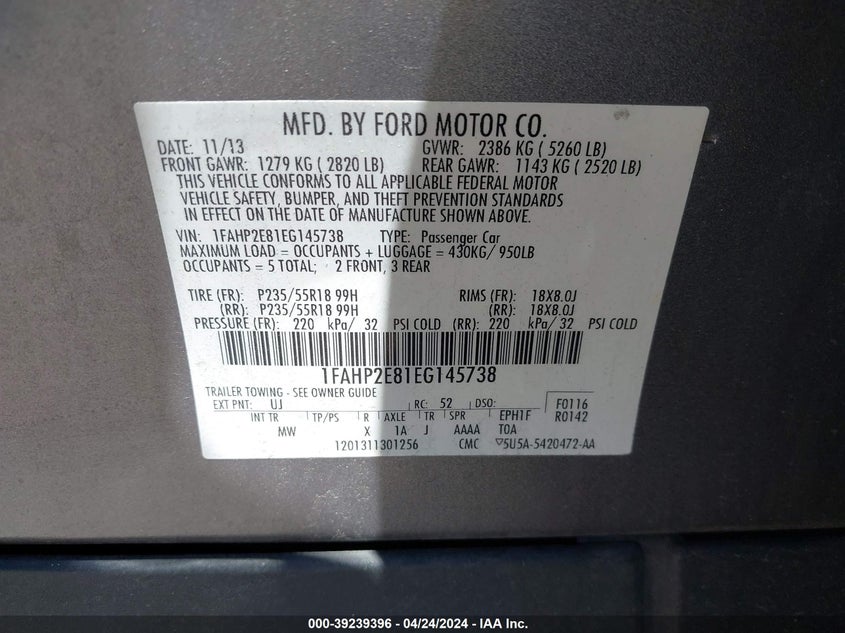 MFD. BY FORD MOTOR CO.
DATE: 11/13 GVWR: 2386 KG ( 5260 LB)
FRONT GAWR: 1279 KG ( 2820 LB) REAR GAWR: 1143 KG ( 2520 LB)
THIS VEHICLE CONFORMS TO ALL APPLICABLE FEDERAL MOTOR
VEHICLE SAFETY, BUMPER, AND THEFT PREVENTION STANDARDS
IN EFFECT ON THE DATE OF MANUFACTURE SHOWN ABOVE.
VIN: 1FAHP2E81EG145738 TYPE: Passenger Car
MAXIMUM LOAD = OCCUPANTS + LUGGAGE = 430KG/ 950LB
OCCUPANTS = 5 TOTAL; 2 FRONT, 3 REAR
TIRE (FR): P235/55R18 99H RIMS (FR): 18X8.0J
(RR): P235/55R18 99H (RR): 18X8.0J
PRESSURE (FR): 220 kPa/ 32 PSI COLD (RR): 220 kPa/ 32 PSI COLD
1FAHP2E81EG145738
TRAILER TOWING - SEE OWNER GUIDE
EXT PNT: UJ RC: 52 DSO: F0116
INT TR TP/PS R AXLE TR SPR EPH1F R0142
MW X 1A J AAAA TOA
1201311301256 CMC 5U5A-5420472-AA
000-39239396 - 04/24/2024 - IAA Inc.